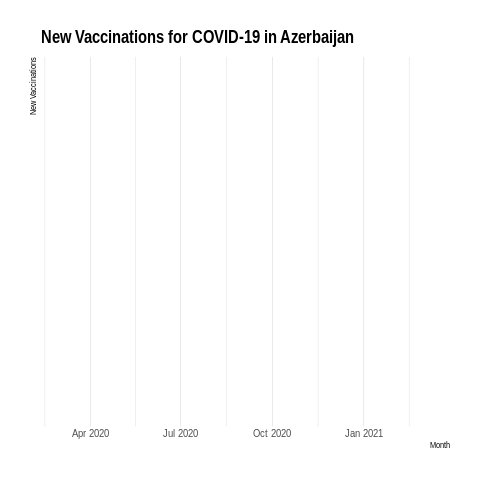 New Vaccinations for COVID-19 in Azerbaijan
New Vaccinations
Apr 2020 Jul 2020 Oct 2020 Jan 2021
Month